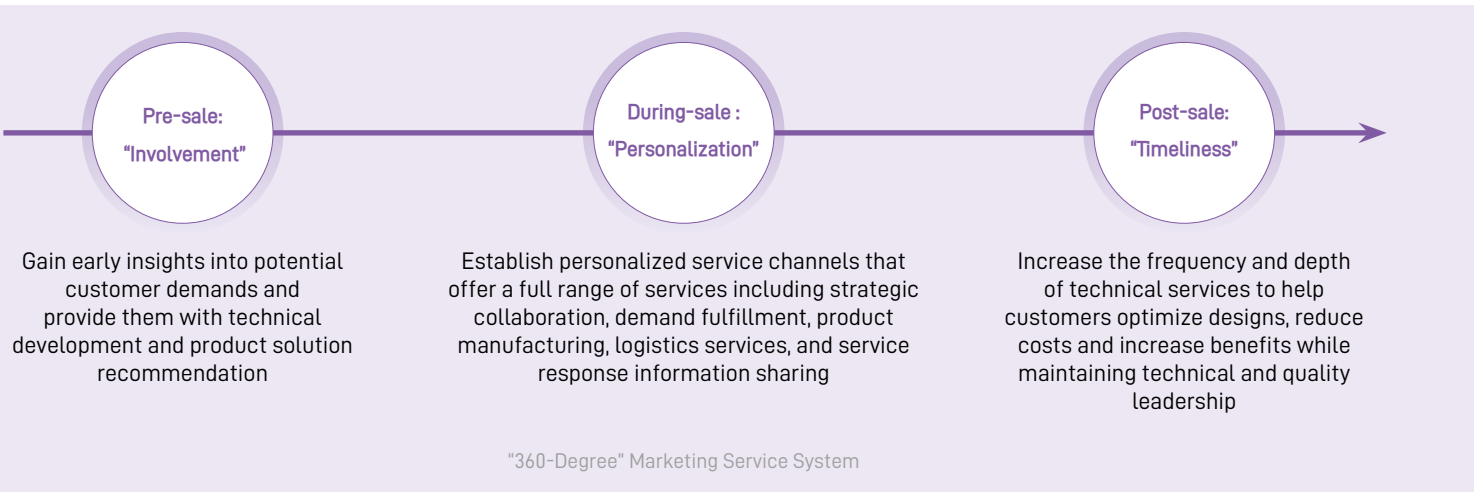 Pre-sale:
“Involvement”
Gain early insights into potential
customer demands and
provide them with technical
development and product solution
recommendation
During-sale :
“Personalization”
Establish personalized service channels that
offer a full range of services including strategic
collaboration, demand fulfillment, product
manufacturing, logistics services, and service
response information sharing
Post-sale:
“Timeliness”
Increase the frequency and depth
of technical services to help
customers optimize designs, reduce
costs and increase benefits while
maintaining technical and quality
leadership
“360-Degree” Marketing Service System